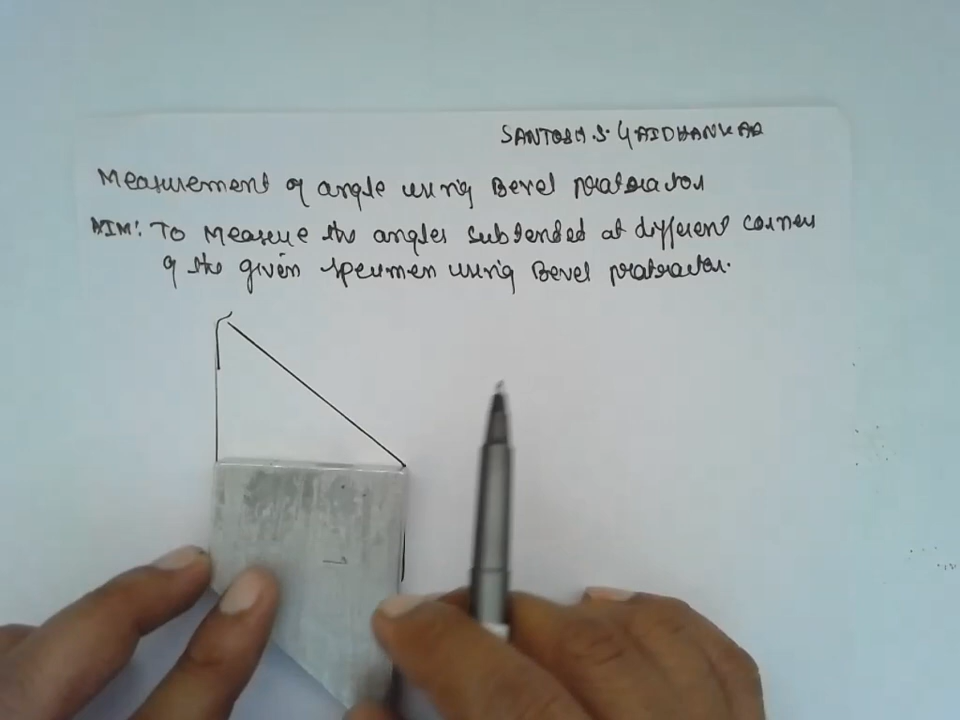 SANTOSH.S.GAIDHANKAR
Measurement of angle using Bevel protractor
AIM: To Measure the angles subtended at different corners
of the given specimen using Bevel protractor.